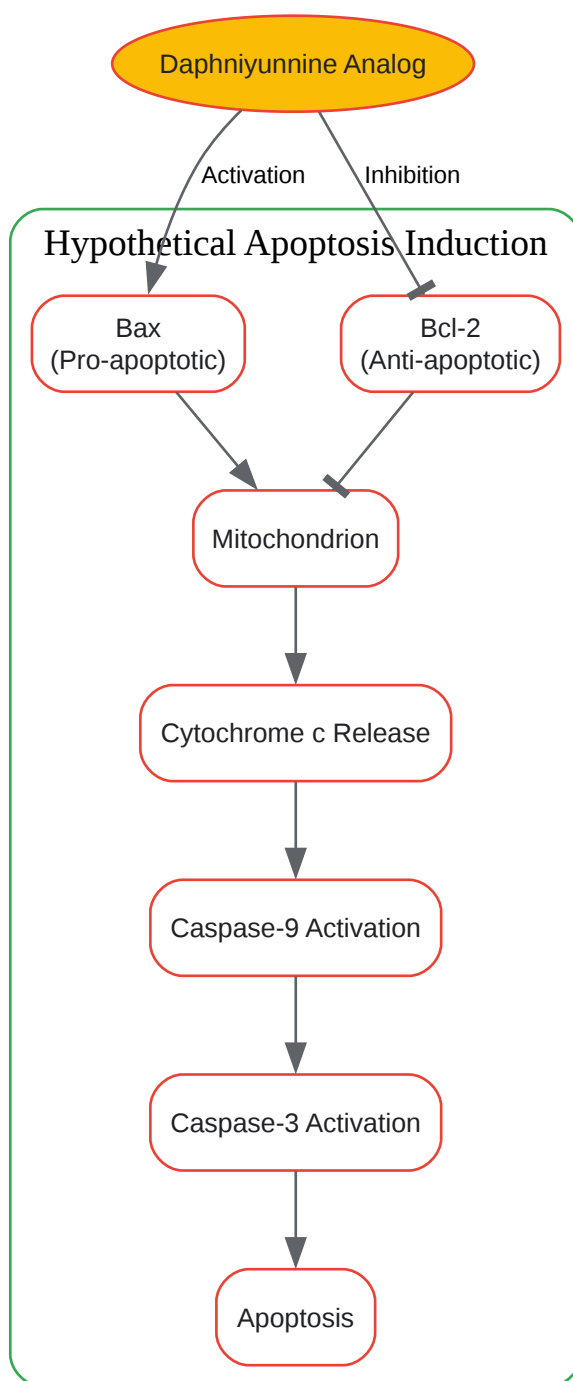 Daphniyunnine Analog
Activation
Inhibition
Hypothetical Apoptosis Induction
Bax
(Pro-apoptotic)
Bcl-2
(Anti-apoptotic)
Mitochondrion
Cytochrome c Release
Caspase-9 Activation
Caspase-3 Activation
Apoptosis